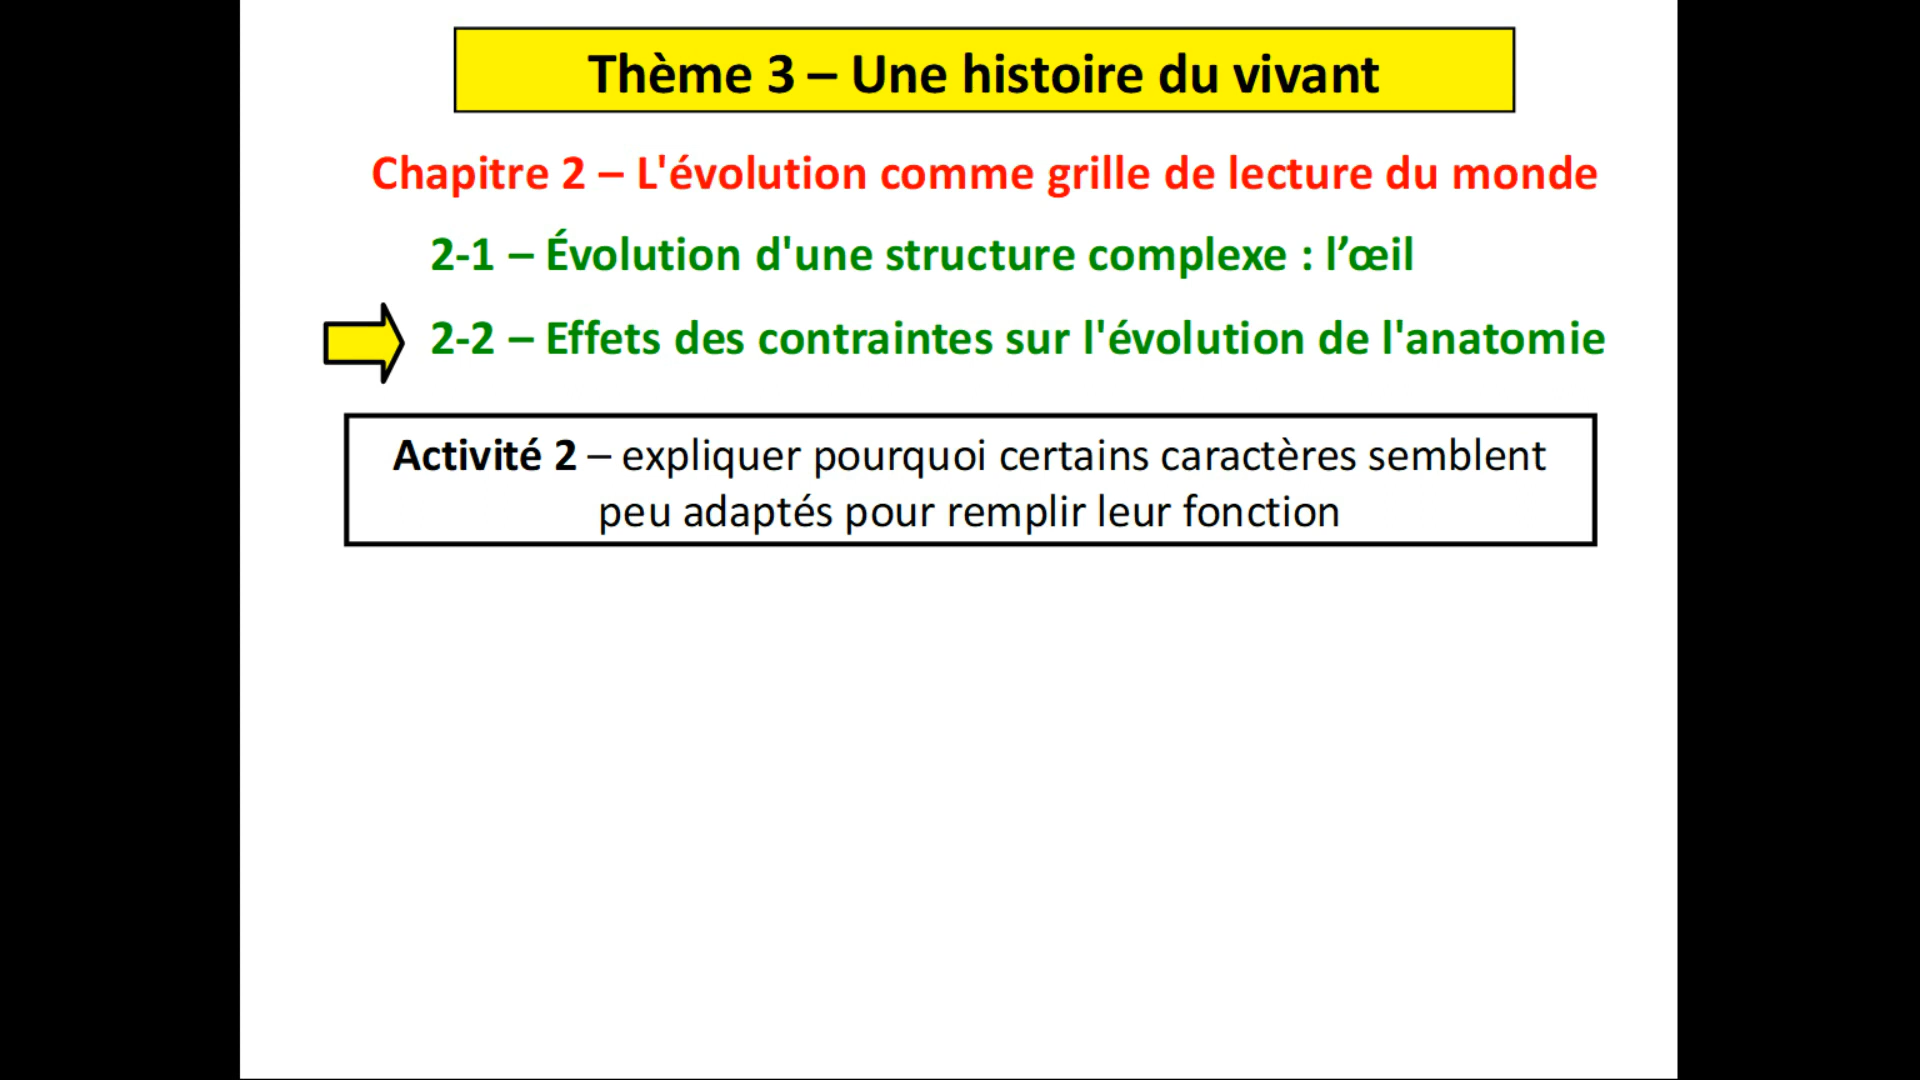 Thème 3 – Une histoire du vivant
Chapitre 2 – L'évolution comme grille de lecture du monde
2-1 – Évolution d'une structure complexe : l’œil
2-2 – Effets des contraintes sur l'évolution de l'anatomie
Activité 2 – expliquer pourquoi certains caractères semblent
peu adaptés pour remplir leur fonction